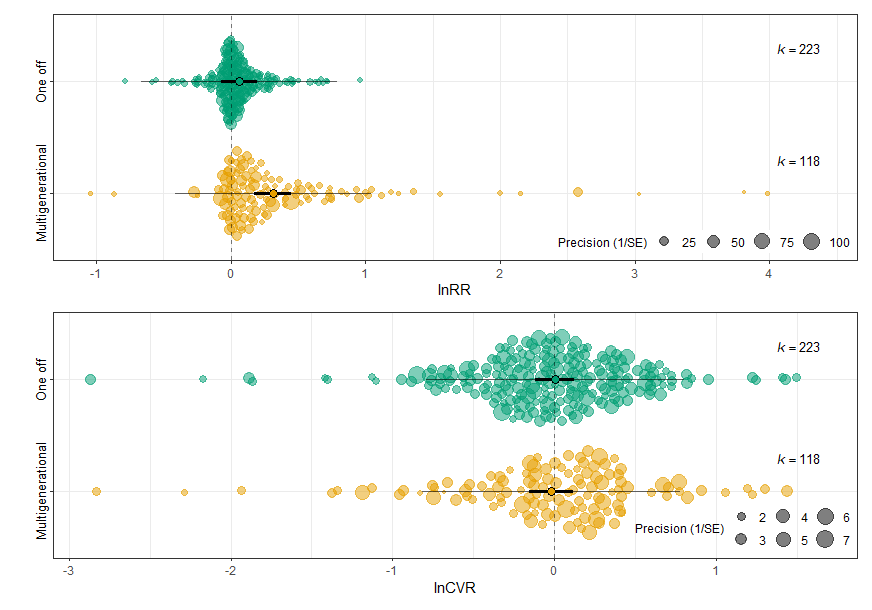 One off
k = 223
Multigenerational
k = 118
Precision (1/SE) 25 50 75 100
-1 0 1 2 3 4
lnRR
One off
k = 223
Multigenerational
k = 118
Precision (1/SE) 2 4 6
3 5 7
-3 -2 -1 0 1
lnCVR